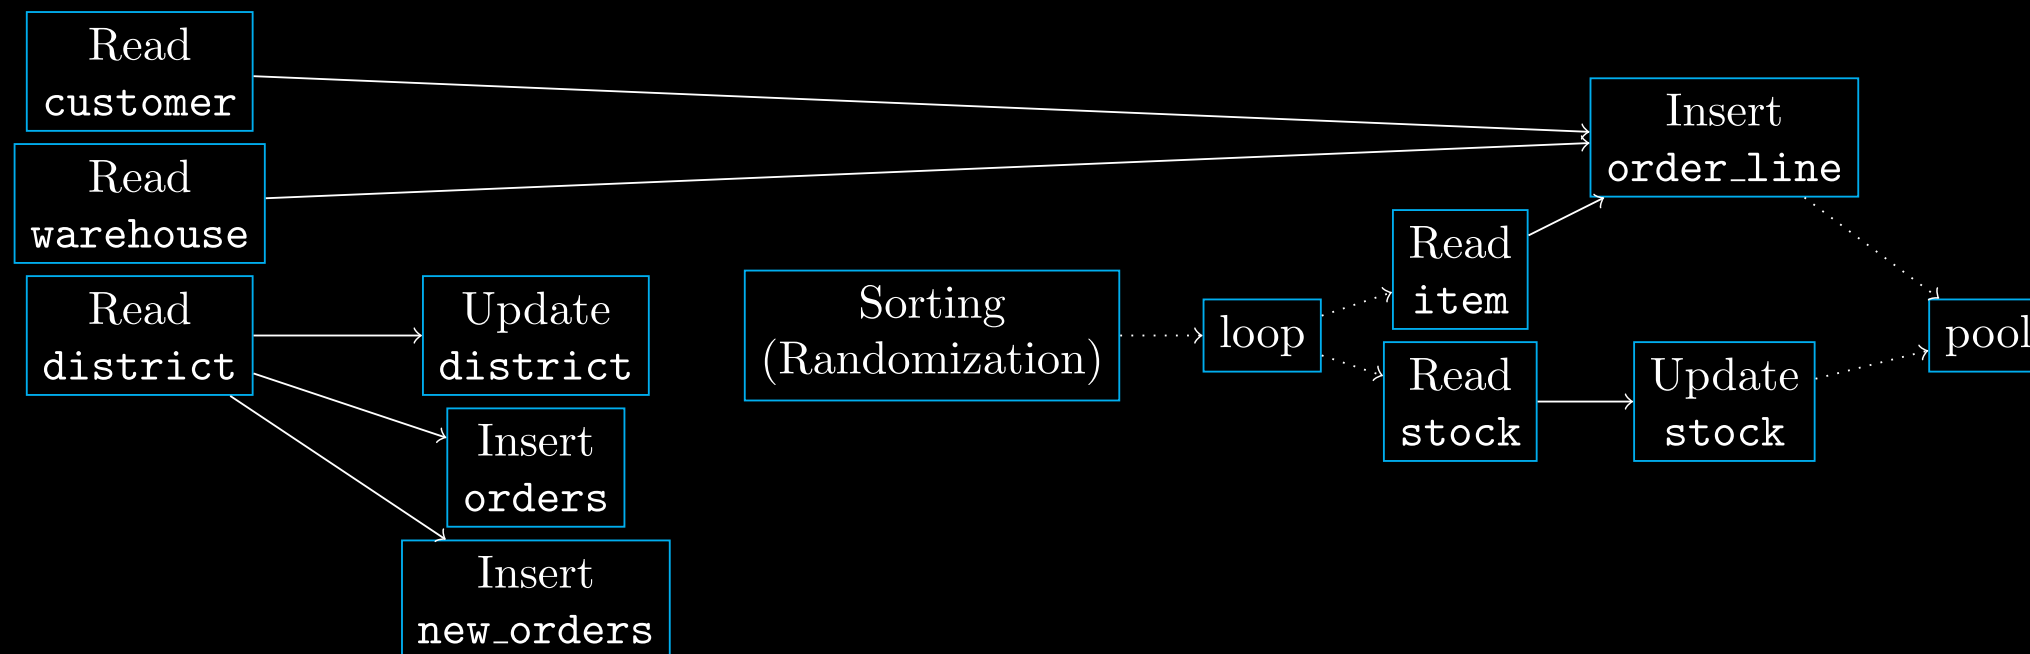 Read
customer
Read
warehouse
Read
district
Update
district
Insert
orders
Insert
new_orders
Sorting
(Randomization)
loop
Read
item
Read
stock
Insert
order_line
Update
stock
pool